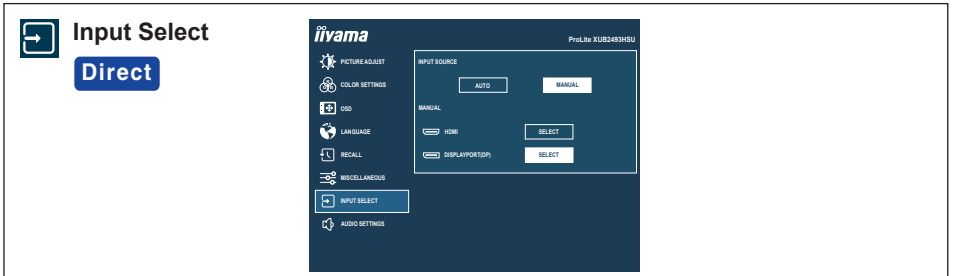 Input Select
Direct
iiyama
ProLite XUB2493HSU
PICTURE ADJUST
COLOR SETTINGS
OSD
LANGUAGE
RECALL
MISCELLANEOUS
INPUT SELECT
AUDIO SETTINGS
INPUT SOURCE
AUTO MANUAL
MANUAL
HDMI SELECT
DISPLAYPORT(DP) SELECT